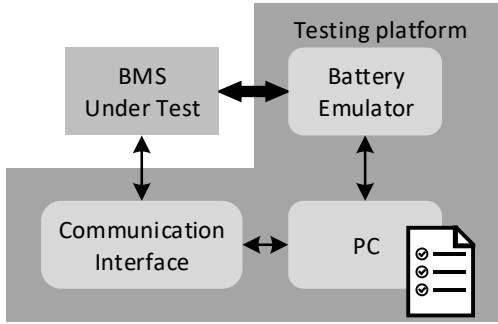 Testing platform
BMS
Under Test
Battery
Emulator
Communication
Interface
PC